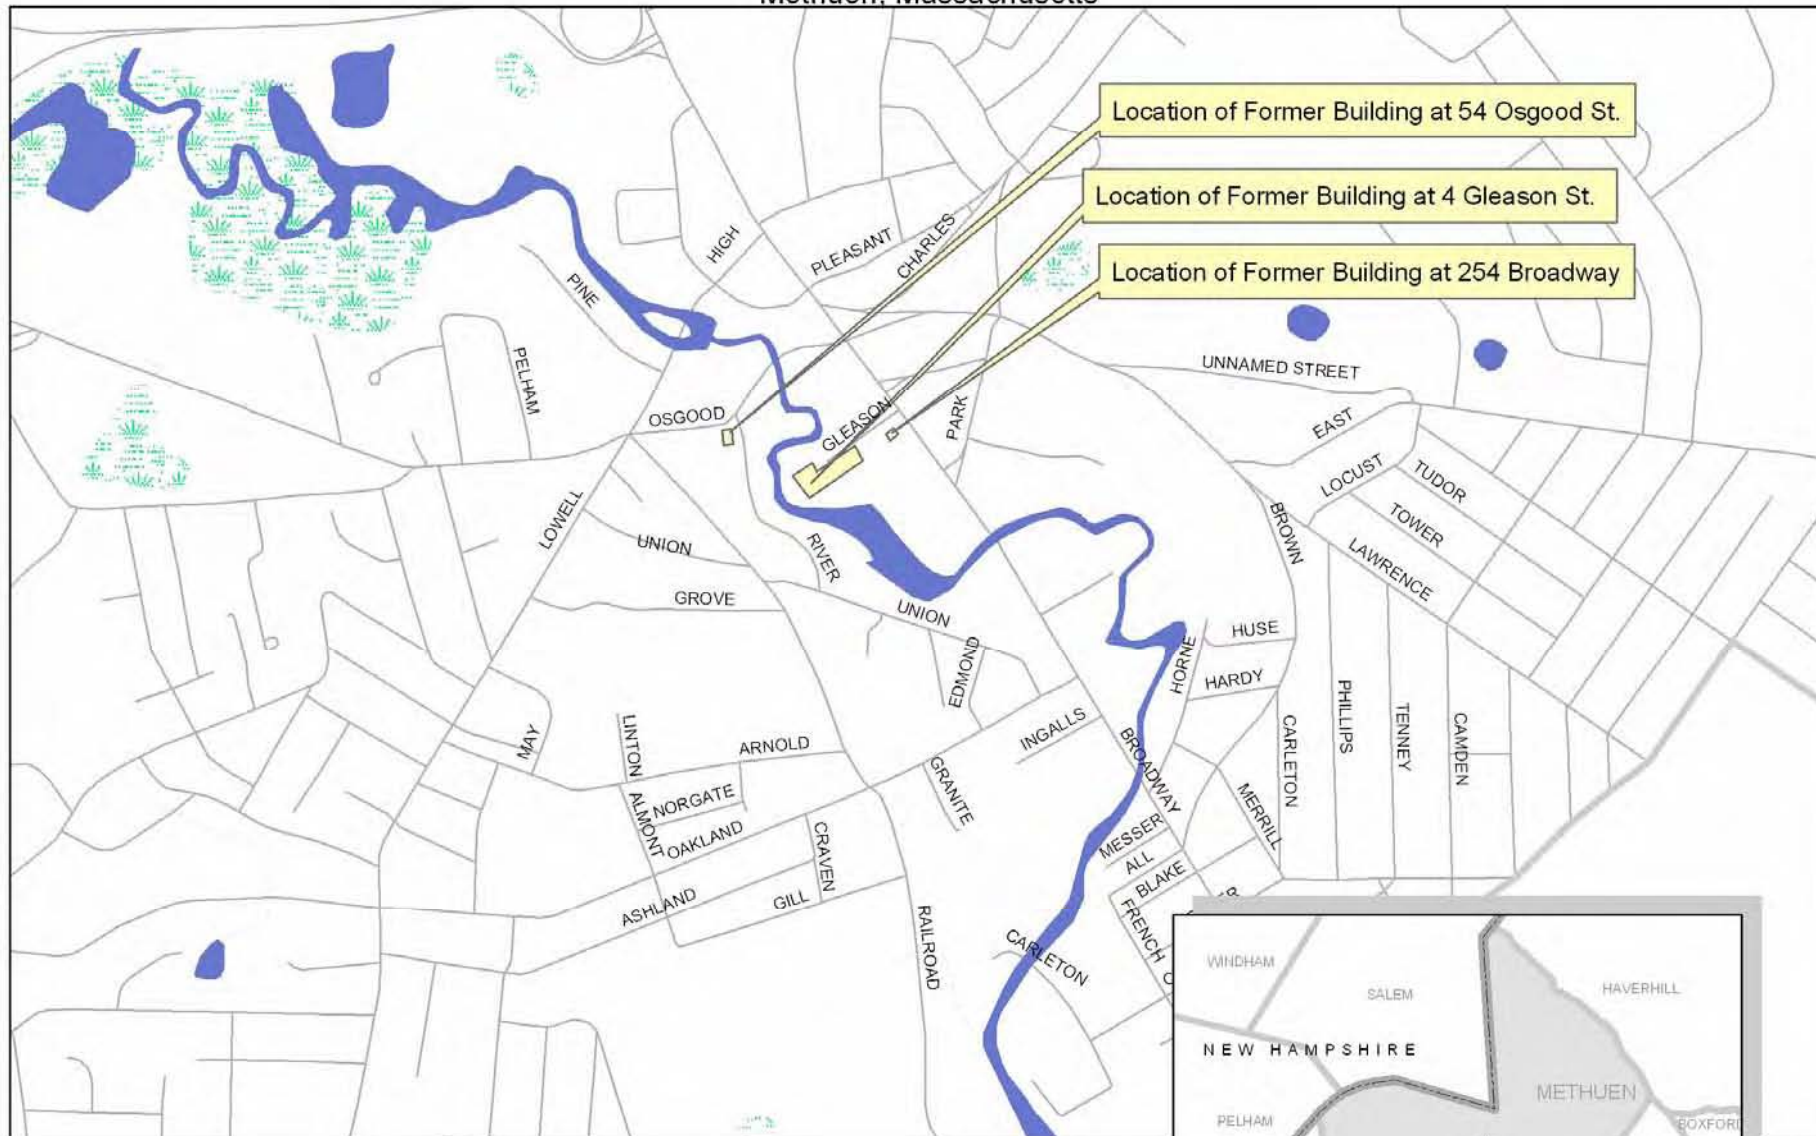 Methuen, Massachusetts
Location of Former Building at 54 Osgood St.
Location of Former Building at 4 Gleason St.
Location of Former Building at 254 Broadway
HIGH
PLEASANT
CHARLES
PINE
PELHAM
UNNAMED STREET
OSGOOD
GLEASON
PARK
EAST
LOCUST
TUDOR
TOWER
LAWRENCE
BROWN
LOWELL
UNION
RIVER
GROVE
UNION
EDMOND
HUSE
HORNE
HARDY
PHILLIPS
TENNEY
CAMDEN
CARLETON
MAY
LINTON
ARNOLD
INGALLS
BROADWAY
GRANITE
MERRILL
ALMONT
NORGATE
OAKLAND
CRAVEN
MESSER
ALL
BLAKE
ASHLAND
GILL
FRENCH
RAILROAD
CARLETON
WINDHAM
SALEM
HAVERHILL
NEW HAMPSHIRE
METHUEN
PELHAM
BOXFORD